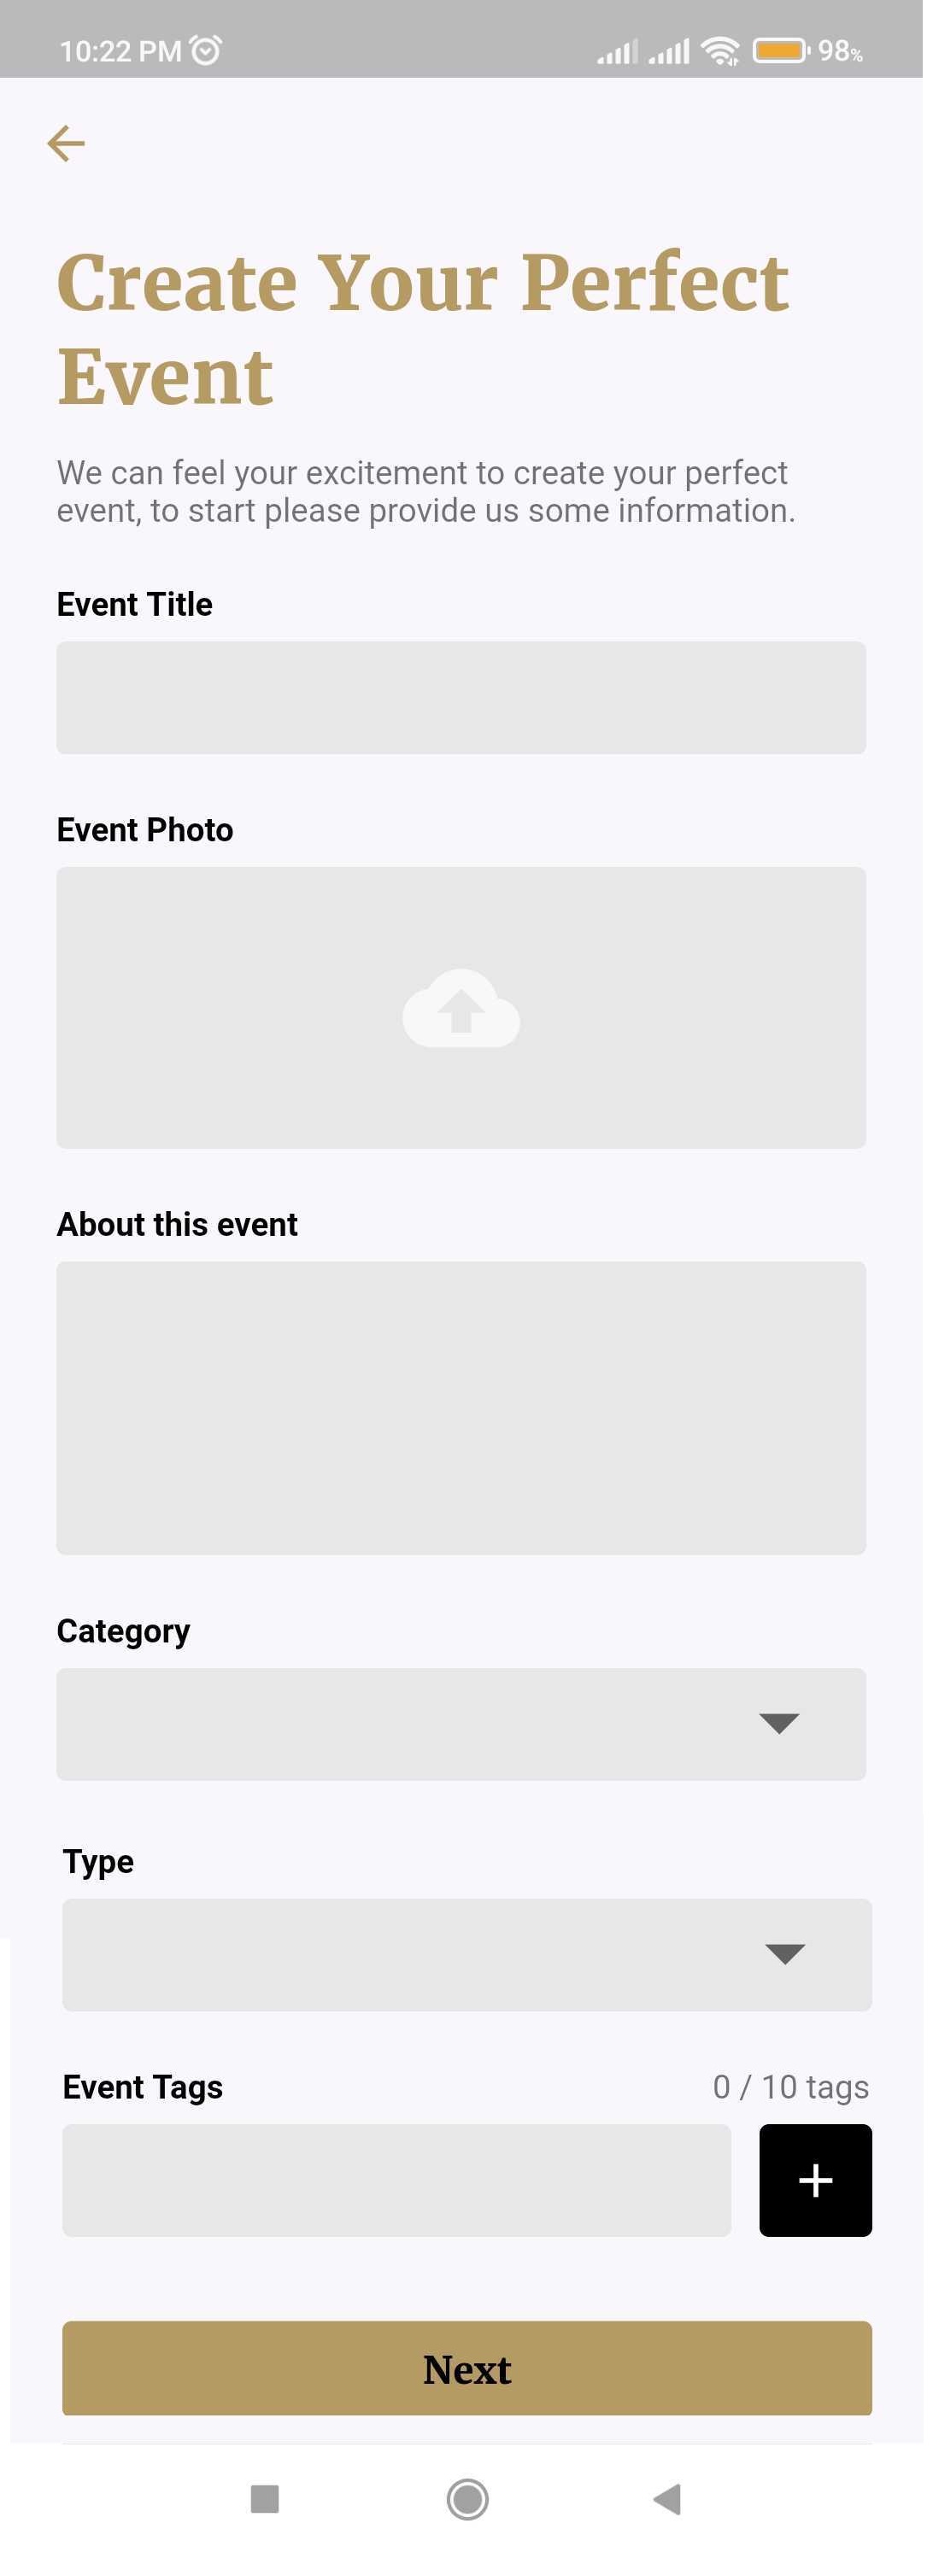 10:22 PM 98%
Create Your Perfect
Event
We can feel your excitement to create your perfect
event, to start please provide us some information.
Event Title
Event Photo
About this event
Category
Type
Event Tags 0 / 10 tags
Next